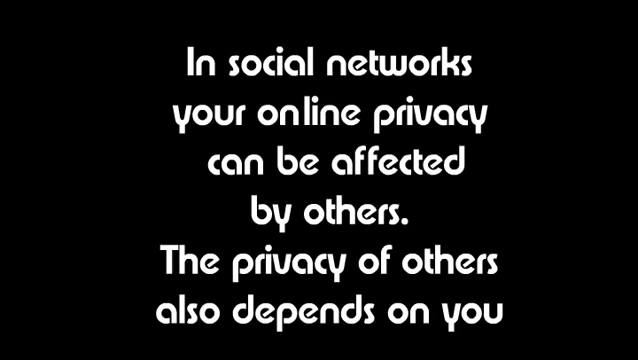 In social networks
your online privacy
can be affected
by others.
The privacy of others
also depends on you